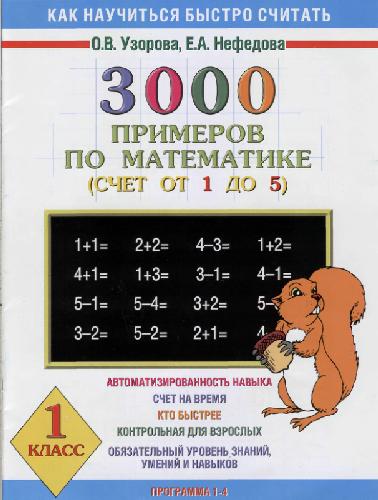 КАК НАУЧИТЬСЯ БЫСТРО СЧИТАТЬ
О.В. Узорова, Е.А. Нефедова
3000
ПРИМЕРОВ
ПО МАТЕМАТИКЕ
(СЧЕТ ОТ 1 ДО 5)
1+1= 2+2= 4–3= 1+2=
4+1= 1+3= 3–1= 4–1=
5–1= 5–4= 3+2= 5–
3–2= 5–2= 2+1= 4
АВТОМАТИЗИРОВАННОСТЬ НАВЫКА
СЧЕТ НА ВРЕМЯ
КТО БЫСТРЕЕ
КОНТРОЛЬНАЯ ДЛЯ ВЗРОСЛЫХ
ОБЯЗАТЕЛЬНЫЙ УРОВЕНЬ ЗНАНИЙ,
УМЕНИЙ И НАВЫКОВ
1
КЛАСС
ПРОГРАММА 1-4